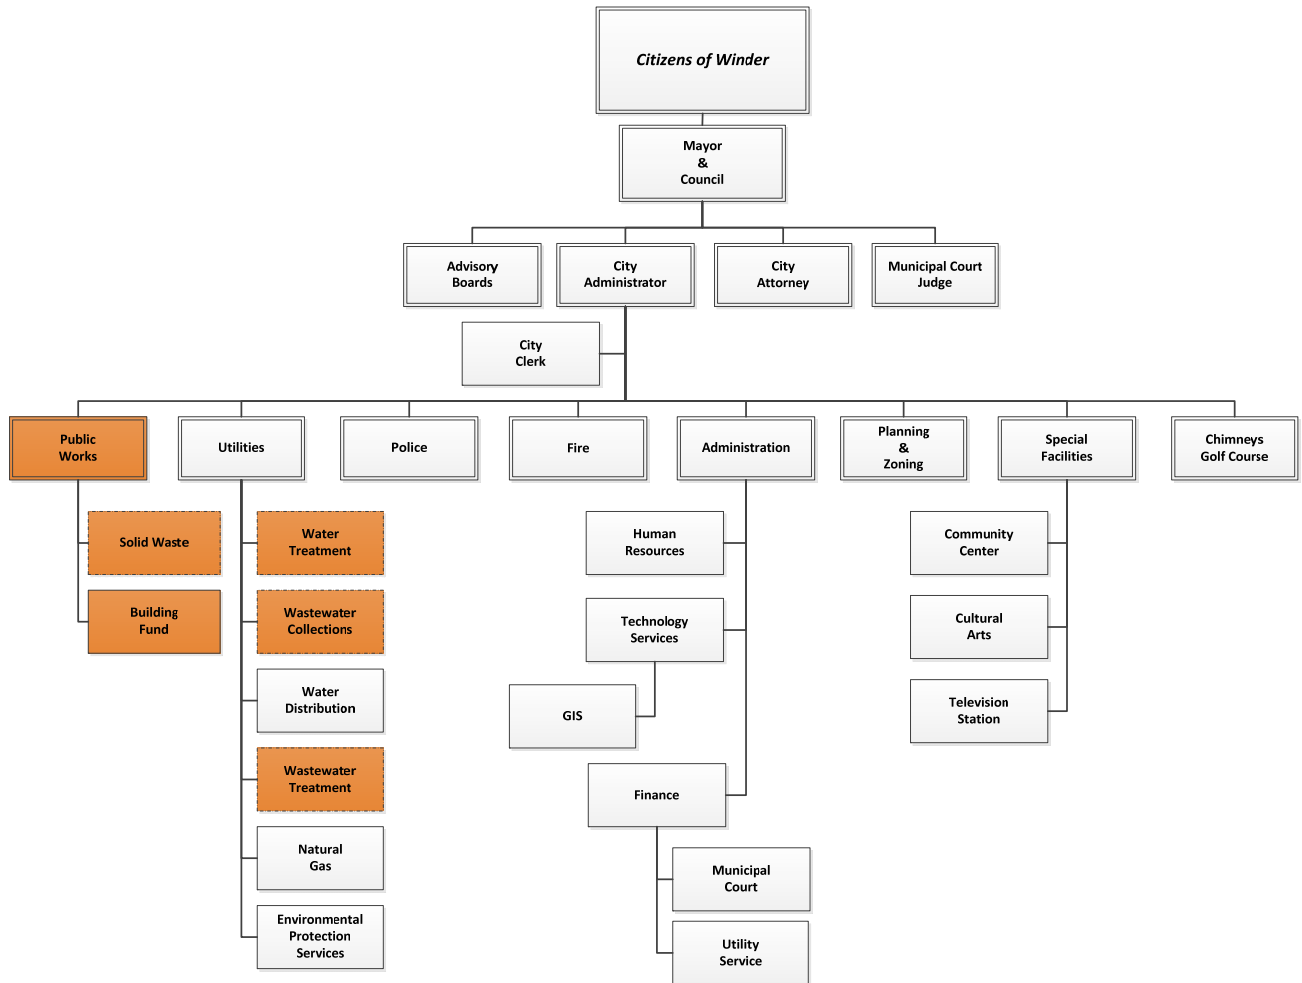 Citizens of Winder
Mayor
&
Council
Advisory
Boards
City
Administrator
City
Attorney
Municipal Court
Judge
City
Clerk
Public
Works
Utilities
Police
Fire
Administration
Planning
&
Zoning
Special
Facilities
Chimneys
Golf Course
Solid Waste
Building
Fund
Water
Treatment
Wastewater
Collections
Water
Distribution
Wastewater
Treatment
Natural
Gas
Environmental
Protection
Services
Human
Resources
Technology
Services
GIS
Finance
Municipal
Court
Utility
Service
Community
Center
Cultural
Arts
Television
Station